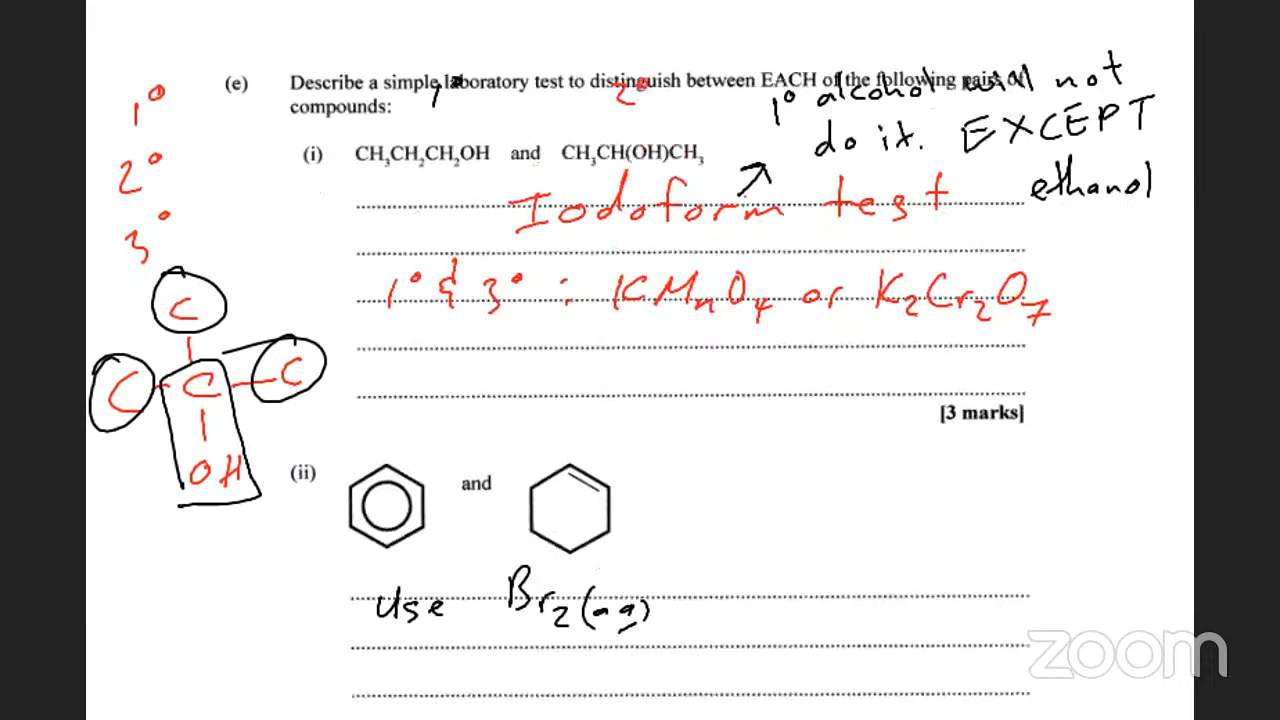 (e) Describe a simple laboratory test to distinguish between EACH of the following pairs of
compounds:
1° 2°
1° alcohol will not
do it. EXCEPT
ethanol
1°
2°
3°
(i) CH₃CH₂CH₂OH and CH₃CH(OH)CH₃
Iodoform test
1° & 3° : KMnO₄ or K₂Cr₂O₇
C
C C C
OH
[3 marks]
(ii) and
Use Br₂(aq)
zoom